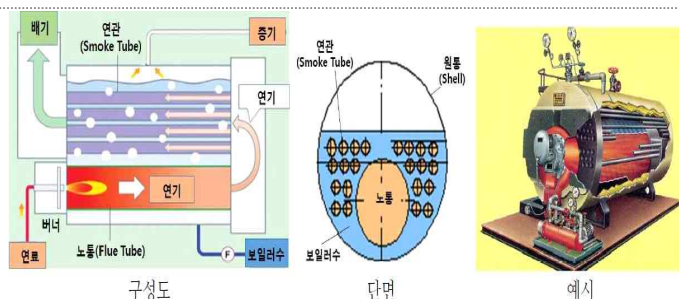 배기
연관
(Smoke Tube)
증기
연기
연기
버너
연료
노통(Flue Tube)
F
보일러수
구성도
연관
(Smoke Tube)
원통
(Shell)
노통
보일러수
단면
예시